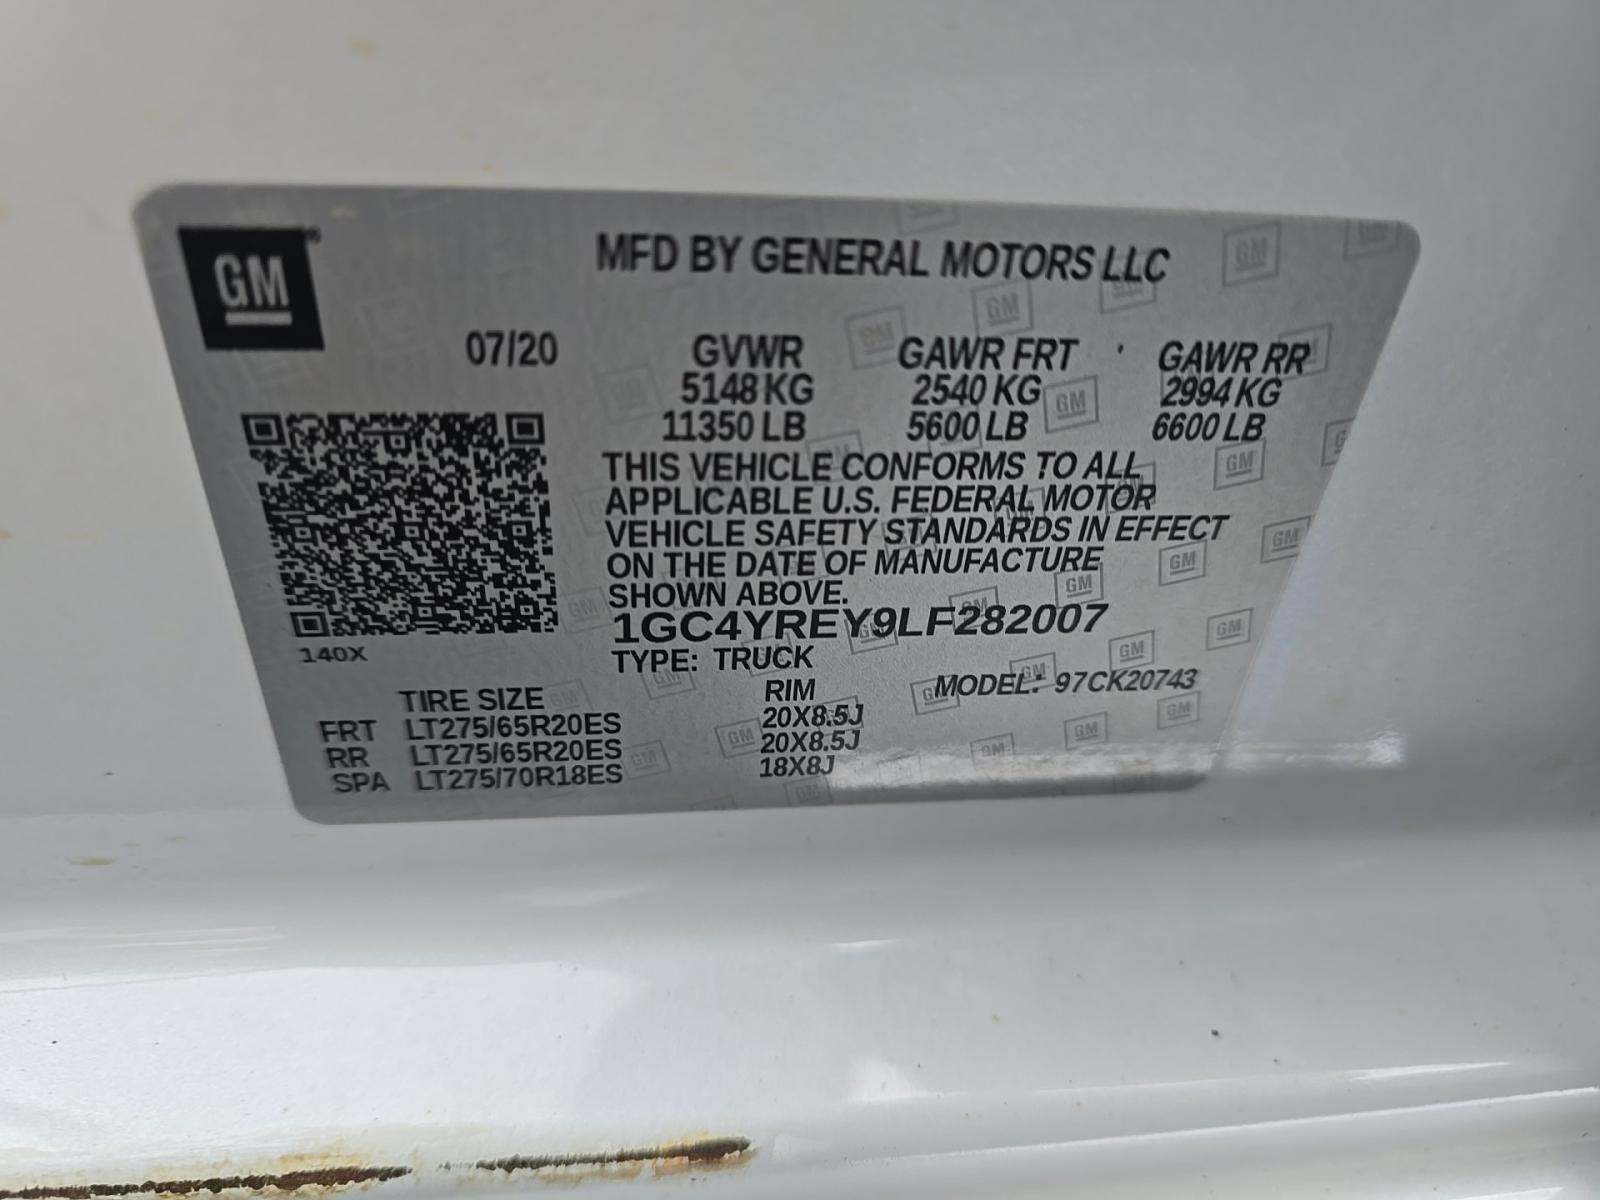 GM
MFD BY GENERAL MOTORS LLC
07/20 GVWR GAWR FRT GAWR RR
5148 KG 2540 KG 2994 KG
11350 LB 5600 LB 6600 LB
THIS VEHICLE CONFORMS TO ALL
APPLICABLE U.S. FEDERAL MOTOR
VEHICLE SAFETY STANDARDS IN EFFECT
ON THE DATE OF MANUFACTURE
SHOWN ABOVE.
1GC4YREY9LF282007
140X
TYPE: TRUCK
MODEL: 97CK20743
TIRE SIZE RIM
FRT LT275/65R20ES 20X8.5J
RR LT275/65R20ES 20X8.5J
SPA LT275/70R18ES 18X8J